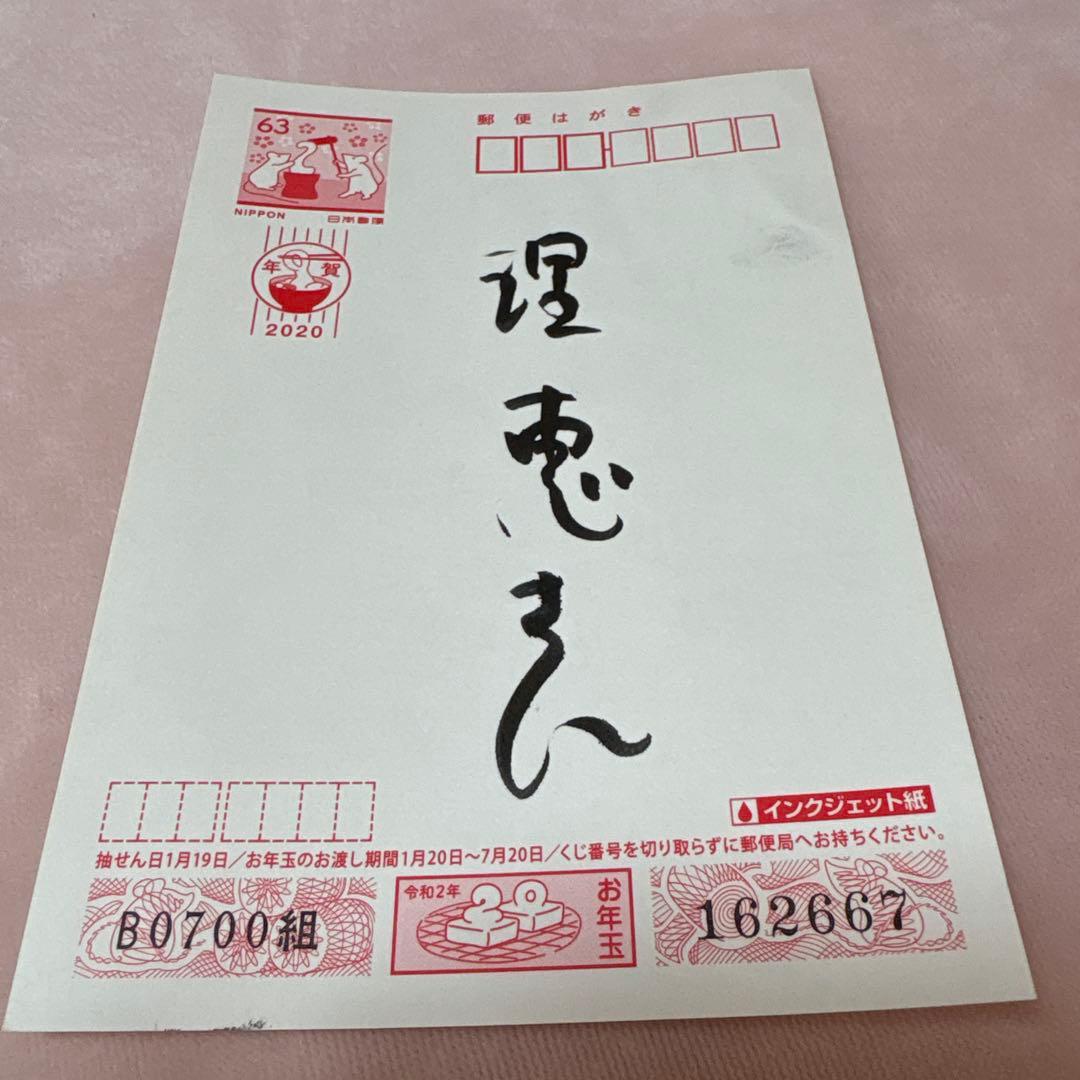 63
NIPPON 日本郵便
年賀
2020
郵便はがき
理恵さん
インクジェット紙
抽せん日1月19日／お年玉のお渡し期間1月20日〜7月20日／くじ番号を切り取らずに郵便局へお持ちください。
B0700組
令和2年
20
お年玉
162667